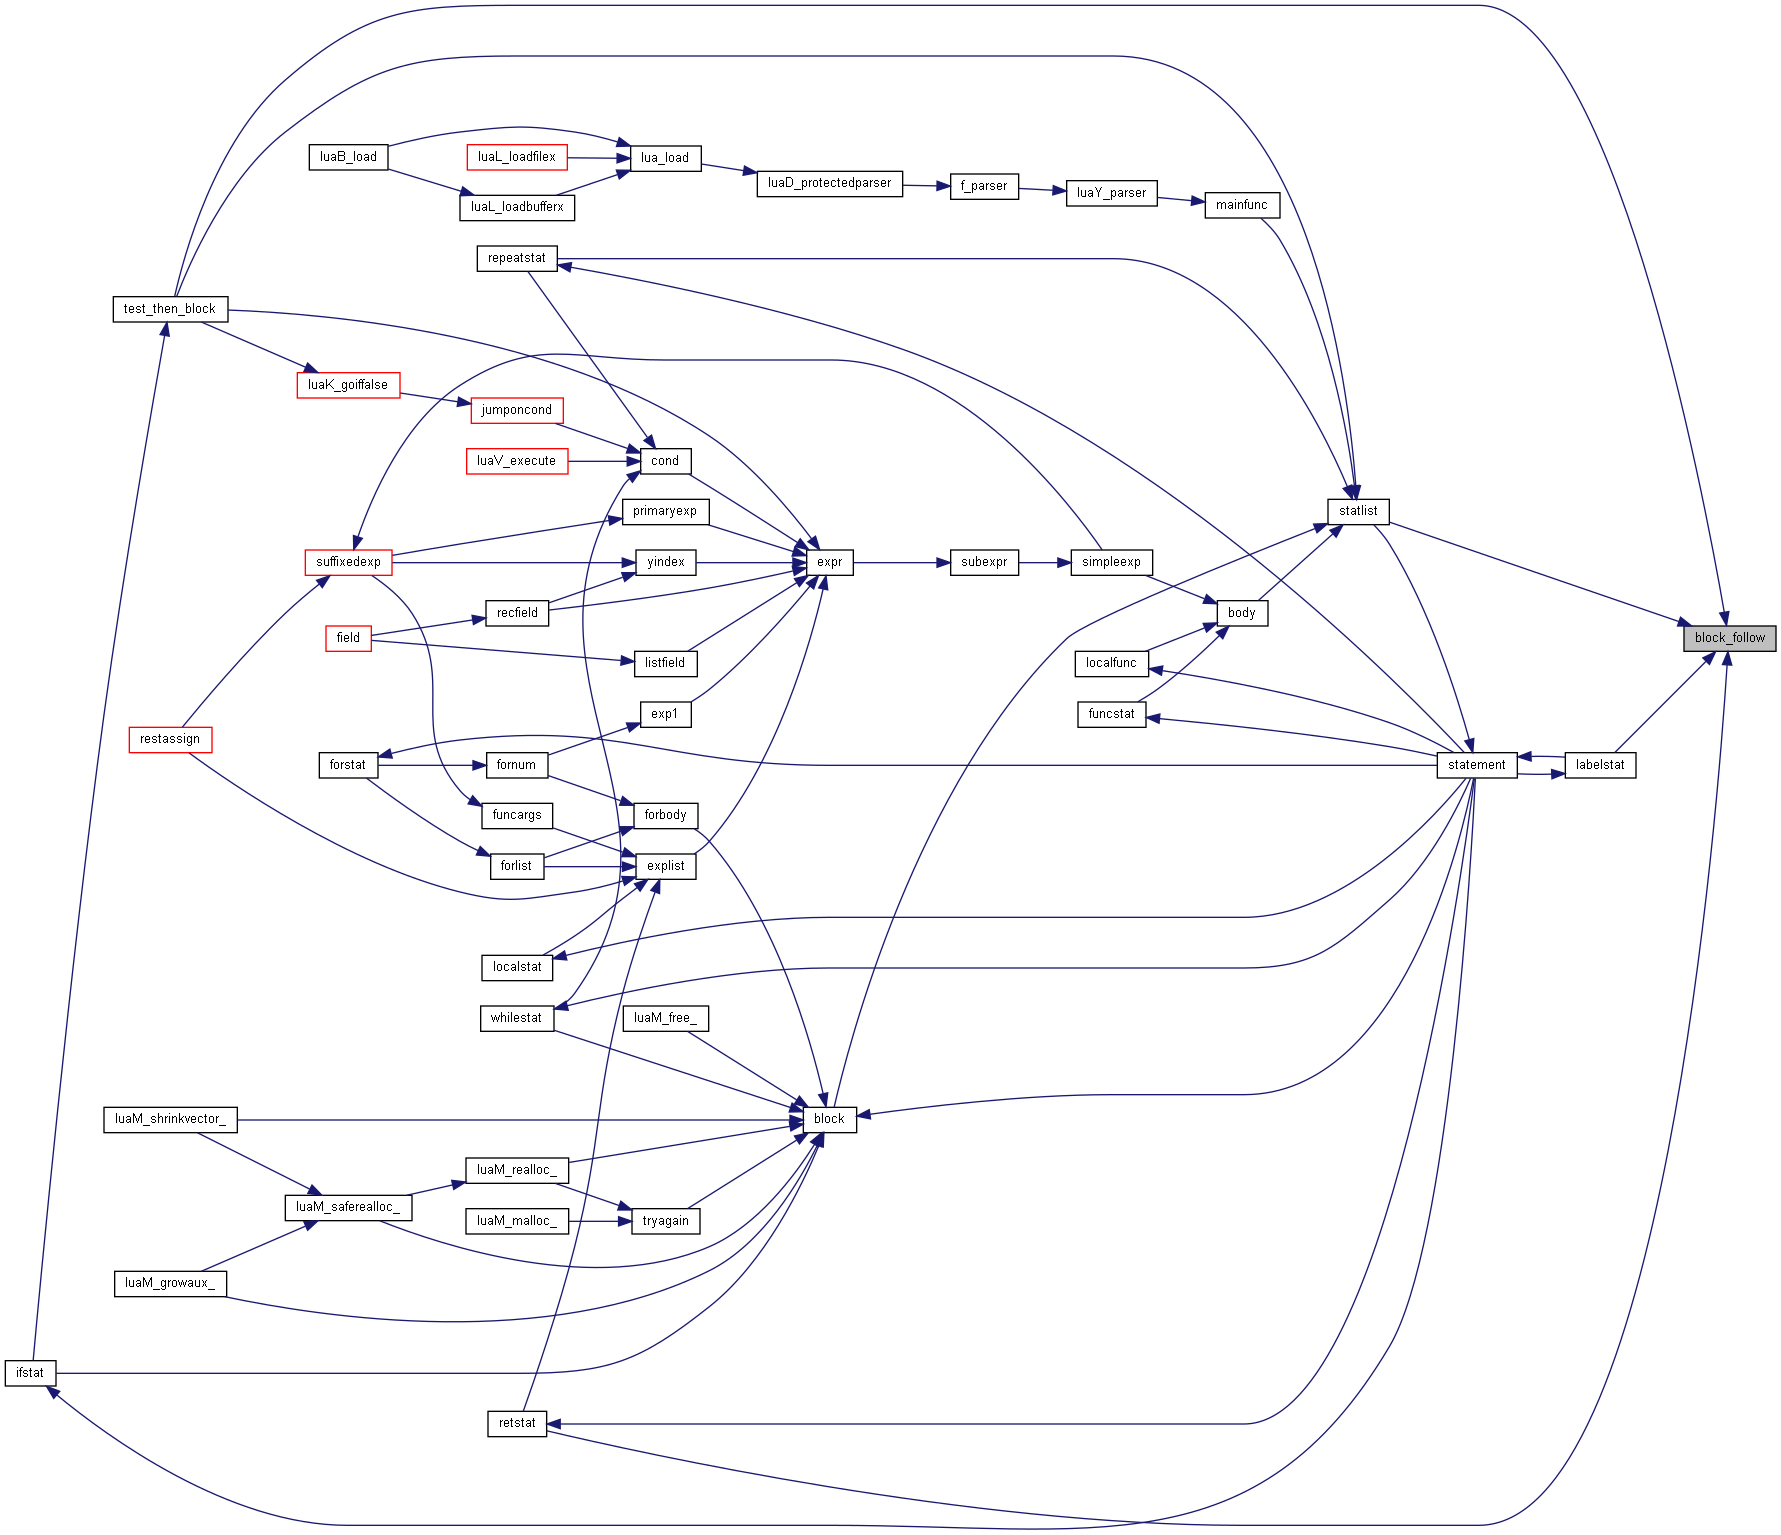 luaB_load
luaL_loadfilex
lua_load
luaL_loadbufferx
luaD_protectedparser
f_parser
luaY_parser
mainfunc
repeatstat
test_then_block
luaK_goiffalse
jumponcond
luaV_execute
cond
primaryexp
statlist
suffixedexp
yindex
expr
subexpr
simpleexp
recfield
body
field
listfield
localfunc
block_follow
exp1
funcstat
restassign
forstat
fornum
statement
labelstat
funcargs
forbody
forlist
explist
localstat
whilestat
luaM_free_
luaM_shrinkvector_
block
luaM_realloc_
luaM_saferealloc_
luaM_malloc_
tryagain
luaM_growaux_
ifstat
retstat